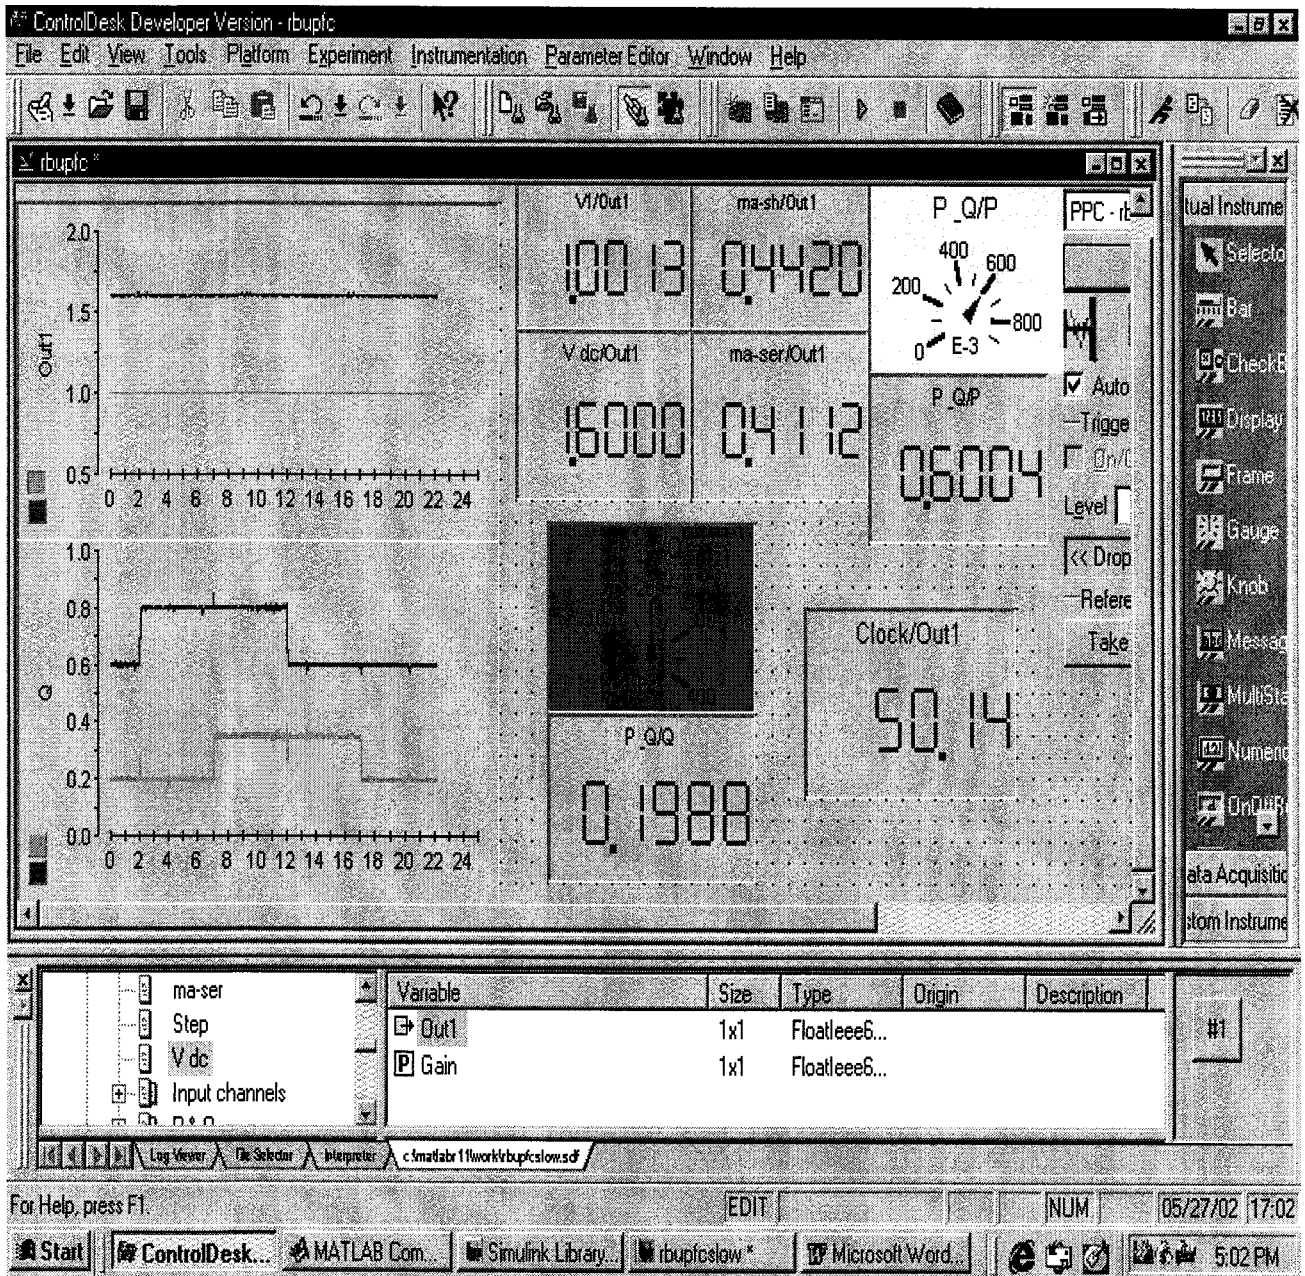 ControlDesk Developer Version - rbupfc
File Edit View Tools Platform Experiment Instrumentation Parameter Editor Window Help
rbupfc *
2.0
1.5
1.0
0.5
Out1
0 2 4 6 8 10 12 14 16 18 20 22 24
1.0
0.8
0.6
0.4
0.2
0.0
Q
0 2 4 6 8 10 12 14 16 18 20 22 24
V1/Out1
1.0013
ma-sh/Out1
0.4420
V dc/Out1
1.6000
ma-ser/Out1
0.4112
P_Q/P
0 200 400 600 800
E-3
P_Q/P
0.6004
400
P_Q/Q
0.1988
Clock/Out1
50.14
PPC - rb
Auto
Trigge
On/O
Level
<< Drop
Refere
Take
tual Instrume
Selecto
Bar
CheckB
Display
Frame
Gauge
Knob
Messag
MultiSta
Numeric
ata Acquisitio
stom Instrume
ma-ser
Step
V dc
Input channels
P & Q
Variable Size Type Origin Description
Out1 1x1 FloatIeee6...
Gain 1x1 FloatIeee6...
#1
Log Viewer File Selector Interpreter c:\matlabr11\work\rbupfcslow.sdf
For Help, press F1. EDIT NUM 05/27/02 17:02
Start ControlDesk... MATLAB Com... Simulink Library... rbupfcslow * Microsoft Word... 5:02 PM